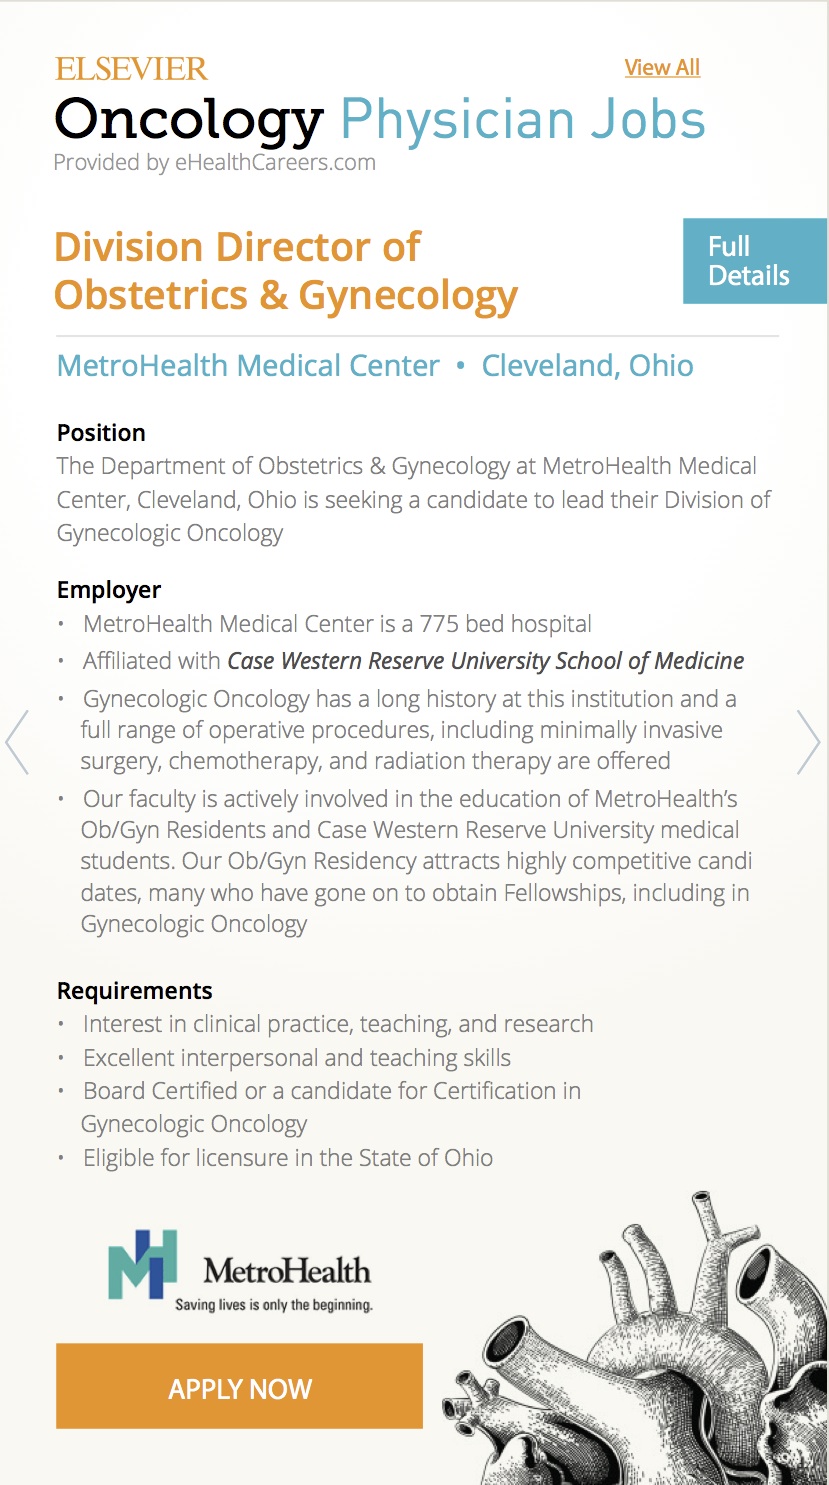 ELSEVIER
View All
Oncology Physician Jobs
Provided by eHealthCareers.com
Division Director of
Obstetrics & Gynecology
Full
Details
MetroHealth Medical Center • Cleveland, Ohio
Position
The Department of Obstetrics & Gynecology at MetroHealth Medical
Center, Cleveland, Ohio is seeking a candidate to lead their Division of
Gynecologic Oncology
Employer
• MetroHealth Medical Center is a 775 bed hospital
• Affiliated with Case Western Reserve University School of Medicine
• Gynecologic Oncology has a long history at this institution and a
full range of operative procedures, including minimally invasive
surgery, chemotherapy, and radiation therapy are offered
• Our faculty is actively involved in the education of MetroHealth's
Ob/Gyn Residents and Case Western Reserve University medical
students. Our Ob/Gyn Residency attracts highly competitive candi
dates, many who have gone on to obtain Fellowships, including in
Gynecologic Oncology
Requirements
• Interest in clinical practice, teaching, and research
• Excellent interpersonal and teaching skills
• Board Certified or a candidate for Certification in
Gynecologic Oncology
• Eligible for licensure in the State of Ohio
MetroHealth
Saving lives is only the beginning.
APPLY NOW